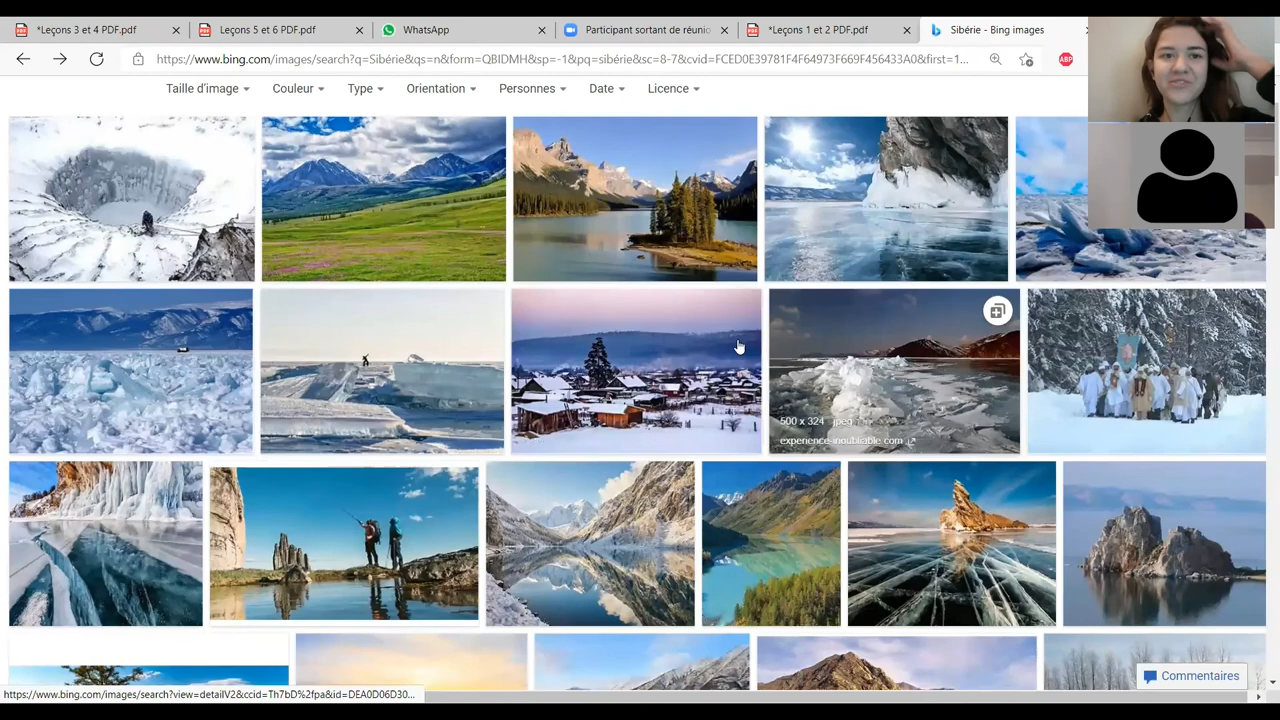 *Leçons 3 et 4 PDF.pdf
Leçons 5 et 6 PDF.pdf
WhatsApp
Participant sortant de réunio
*Leçons 1 et 2 PDF.pdf
Sibérie - Bing images
https://www.bing.com/images/search?q=Sibérie&qs=n&form=QBIDMH&sp=-1&pq=sibérie&sc=8-7&cvid=FCED0E39781F4F64973F669F456433A0&first=1...
ABP
Taille d'image
Couleur
Type
Orientation
Personnes
Date
Licence
500 x 324 · jpeg
experience-inoubliable.com
Commentaires
https://www.bing.com/images/search?view=detailV2&ccid=Th7bD%2fpa&id=DEA0D06D30...